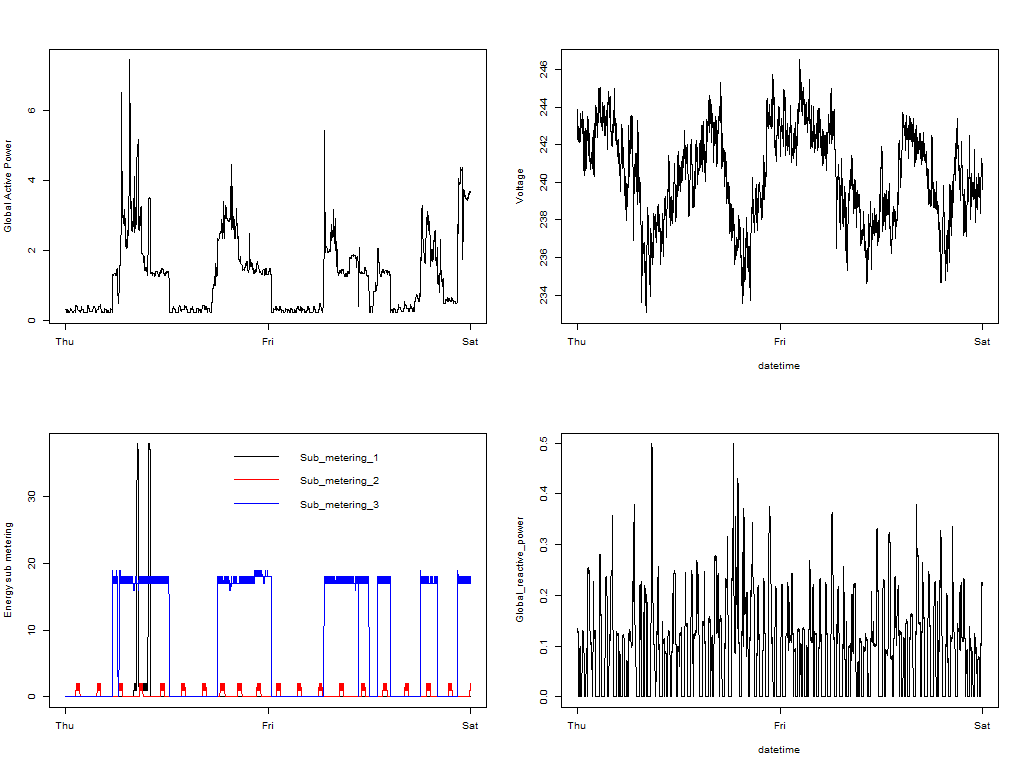 Global Active Power
0
2
4
6
Thu
Fri
Sat
Voltage
234
236
238
240
242
244
246
Thu
Fri
Sat
datetime
Energy sub metering
0
10
20
30
Sub_metering_1
Sub_metering_2
Sub_metering_3
Thu
Fri
Sat
Global_reactive_power
0.0
0.1
0.2
0.3
0.4
0.5
Thu
Fri
Sat
datetime